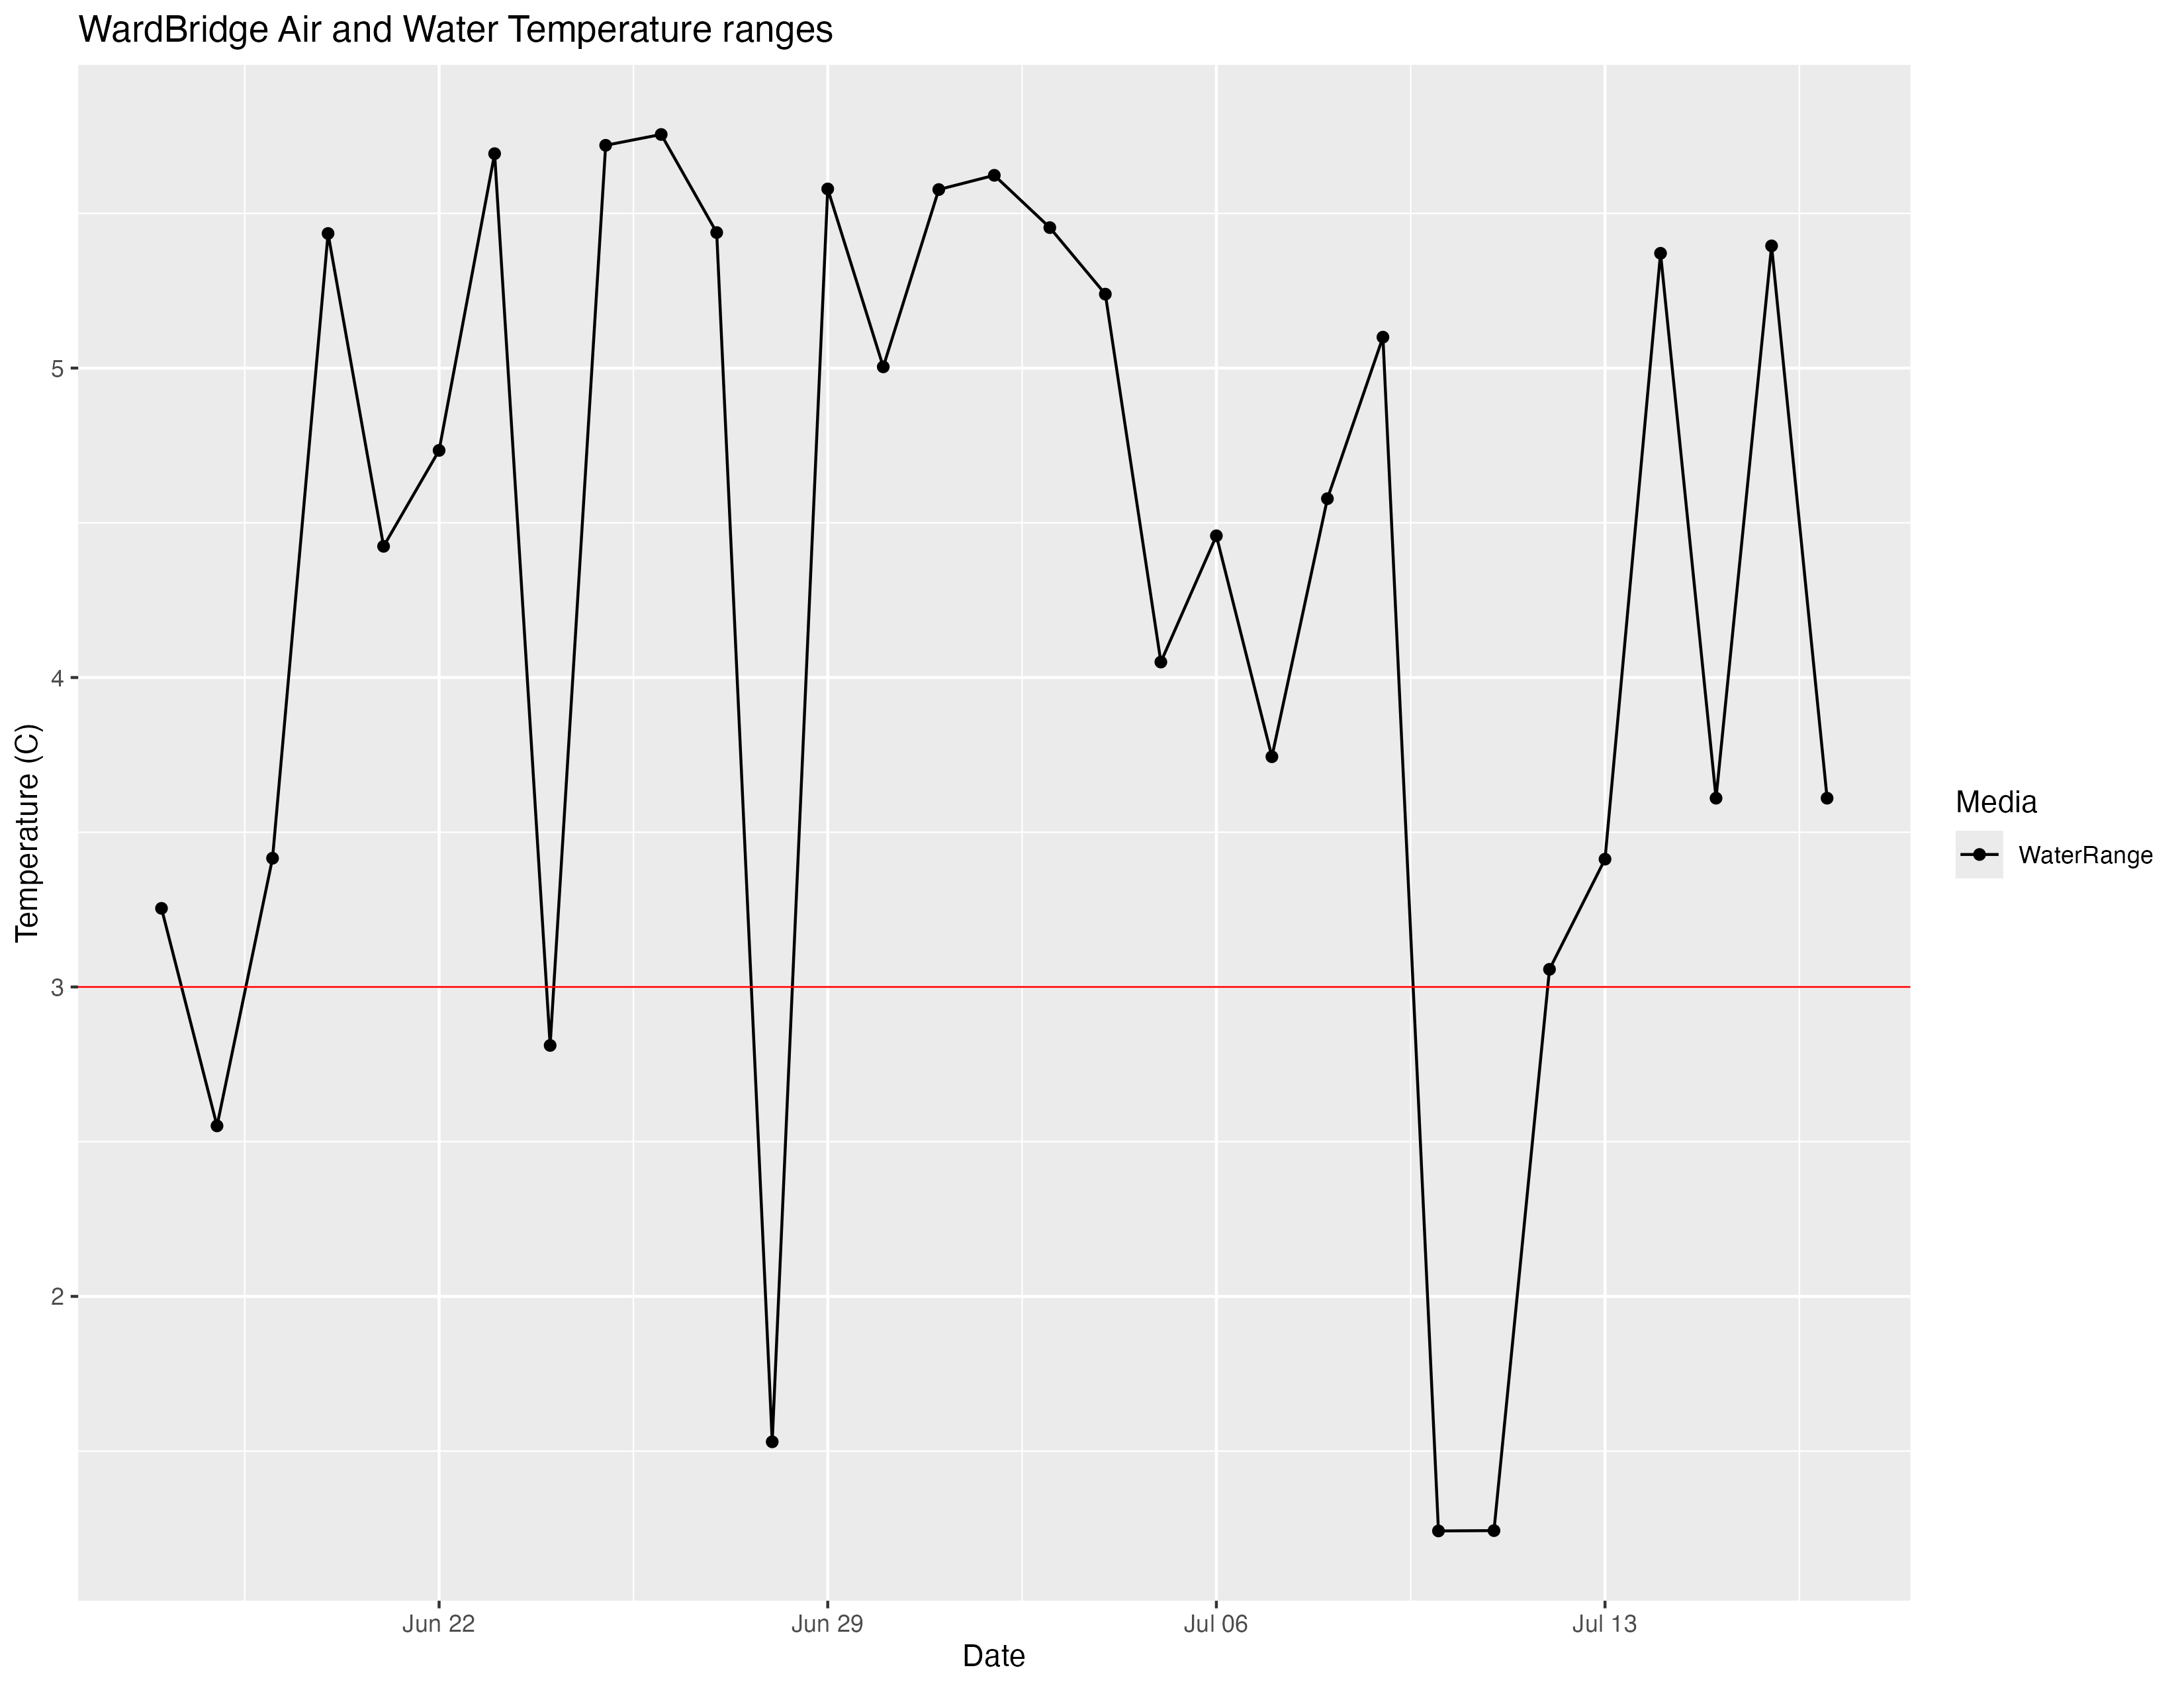 WardBridge Air and Water Temperature ranges
Temperature (C)
5
4
3
2
Jun 22
Jun 29
Jul 06
Jul 13
Date
Media
WaterRange